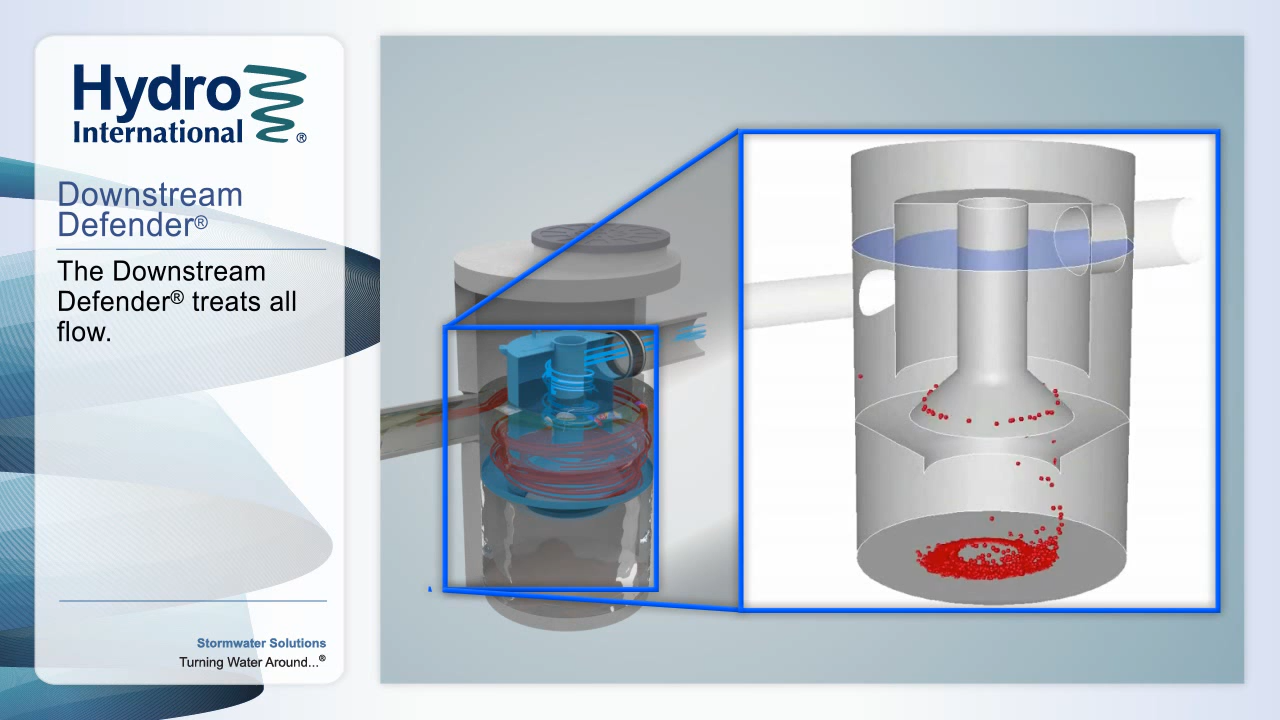 Hydro
International ®
Downstream
Defender®
The Downstream
Defender® treats all
flow.
Stormwater Solutions
Turning Water Around...®